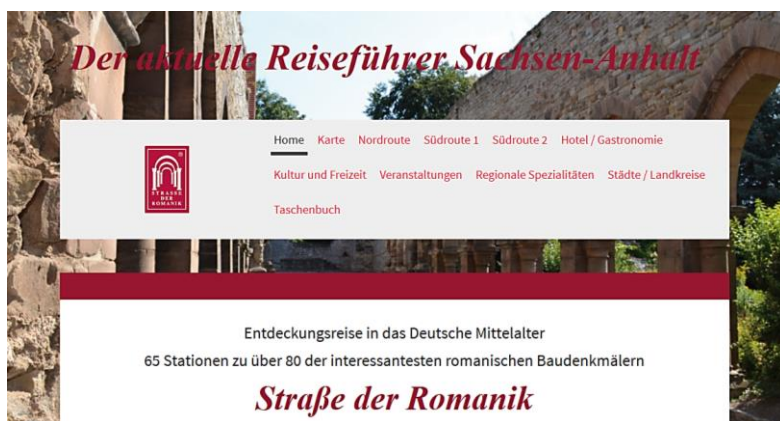 Der aktuelle Reiseführer Sachsen-Anhalt
Home Karte Nordroute Südroute 1 Südroute 2 Hotel / Gastronomie
STRASSE
DER
ROMANIK
Kultur und Freizeit Veranstaltungen Regionale Spezialitäten Städte / Landkreise
Taschenbuch
Entdeckungsreise in das Deutsche Mittelalter
65 Stationen zu über 80 der interessantesten romanischen Baudenkmälern
Straße der Romanik